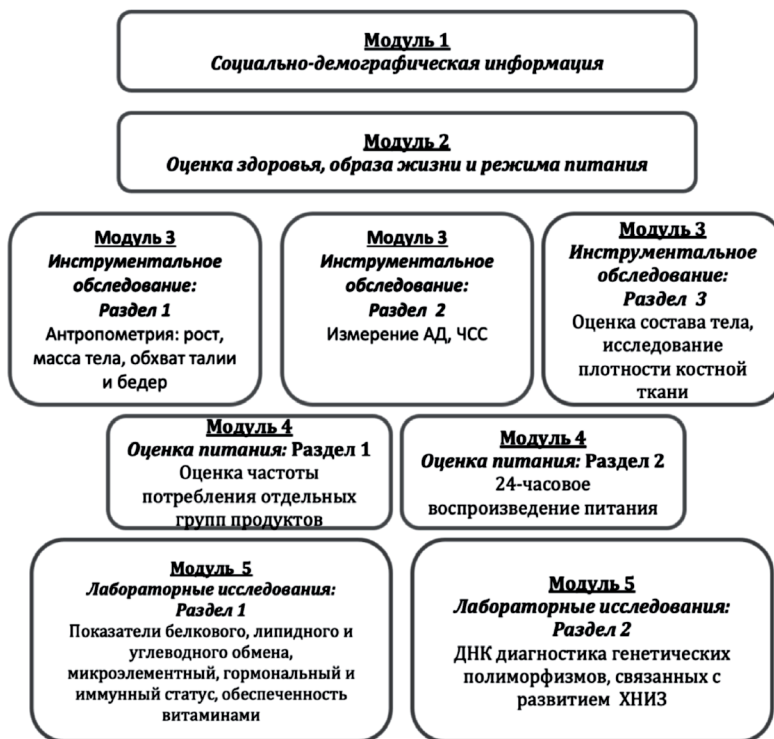 Модуль 1
Социально-демографическая информация
Модуль 2
Оценка здоровья, образа жизни и режима питания
Модуль 3
Инструментальное
обследование:
Раздел 1
Антропометрия: рост,
масса тела, обхват талии
и бедер
Модуль 3
Инструментальное
обследование:
Раздел 2
Измерение АД, ЧСС
Модуль 3
Инструментальное
обследование:
Раздел 3
Оценка состава тела,
исследование
плотности костной
ткани
Модуль 4
Оценка питания: Раздел 1
Оценка частоты
потребления отдельных
групп продуктов
Модуль 4
Оценка питания: Раздел 2
24-часовое
воспроизведение питания
Модуль 5
Лабораторные исследования:
Раздел 1
Показатели белкового, липидного и
углеводного обмена,
микроэлементный, гормональный и
иммунный статус, обеспеченность
витаминами
Модуль 5
Лабораторные исследования:
Раздел 2
ДНК диагностика генетических
полиморфизмов, связанных с
развитием ХНИЗ